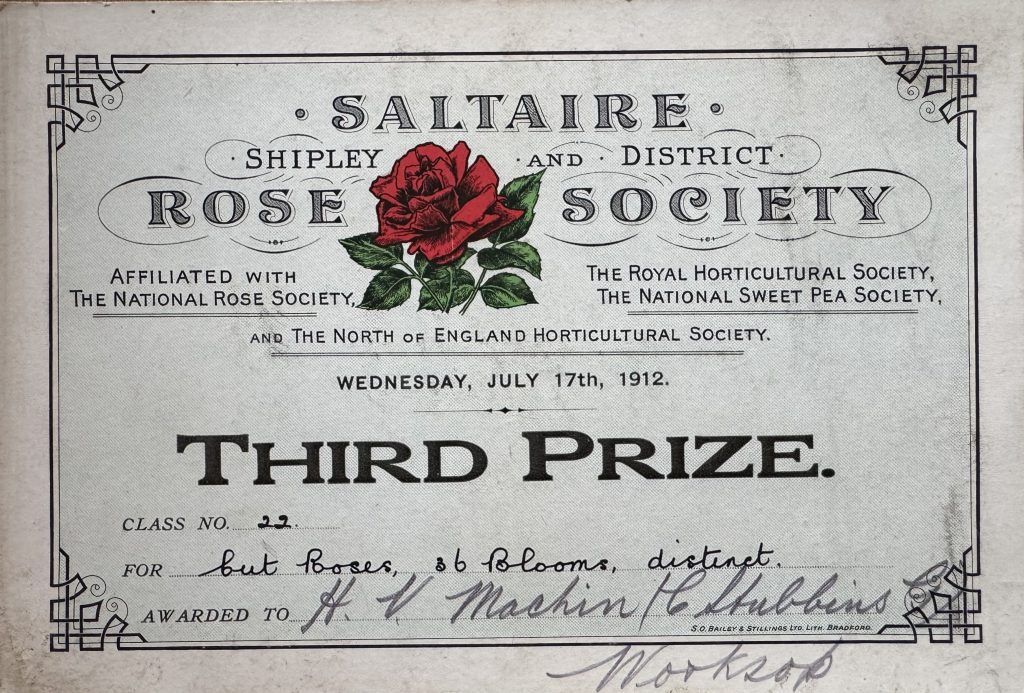 SALTAIRE
SHIPLEY AND DISTRICT
ROSE SOCIETY
AFFILIATED WITH
THE NATIONAL ROSE SOCIETY,
THE ROYAL HORTICULTURAL SOCIETY,
THE NATIONAL SWEET PEA SOCIETY,
AND THE NORTH OF ENGLAND HORTICULTURAL SOCIETY.
WEDNESDAY, JULY 17th, 1912.
THIRD PRIZE.
CLASS NO. 22.
FOR Cut Roses, 36 Blooms, distinct.
AWARDED TO H. V. Machin Stubbins
S.O. BAILEY & STILLINGS LTD. LITH. BRADFORD.
Worksop